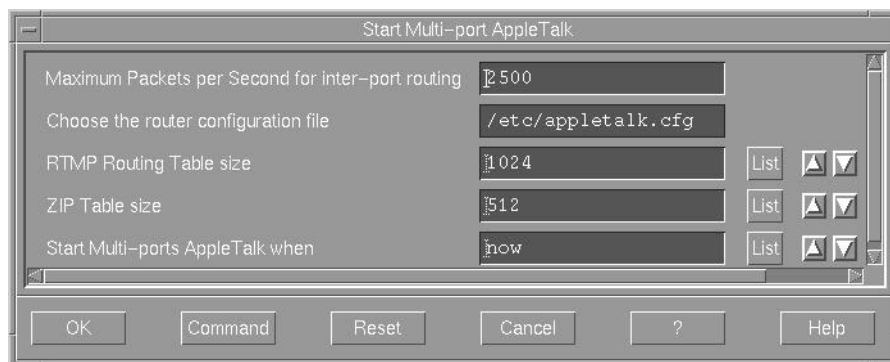 Start Multi-port AppleTalk
Maximum Packets per Second for inter-port routing 2500
Choose the router configuration file /etc/appletalk.cfg
RTMP Routing Table size 1024 List
ZIP Table size 512 List
Start Multi-ports AppleTalk when now List
OK Command Reset Cancel ? Help